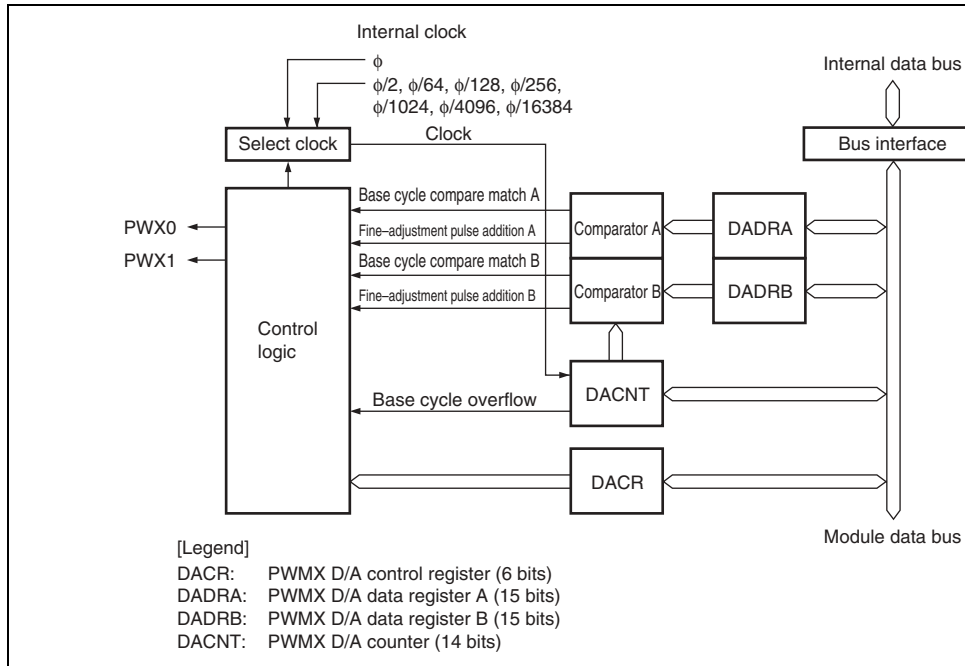 Internal clock
ϕ
ϕ/2, ϕ/64, ϕ/128, ϕ/256,
ϕ/1024, ϕ/4096, ϕ/16384
Internal data bus
Select clock
Clock
Bus interface
Base cycle compare match A
Fine–adjustment pulse addition A
Base cycle compare match B
Fine–adjustment pulse addition B
PWX0
PWX1
Comparator A
DADRA
Comparator B
DADRB
Control
logic
DACNT
Base cycle overflow
DACR
Module data bus
[Legend]
DACR: PWMX D/A control register (6 bits)
DADRA: PWMX D/A data register A (15 bits)
DADRB: PWMX D/A data register B (15 bits)
DACNT: PWMX D/A counter (14 bits)